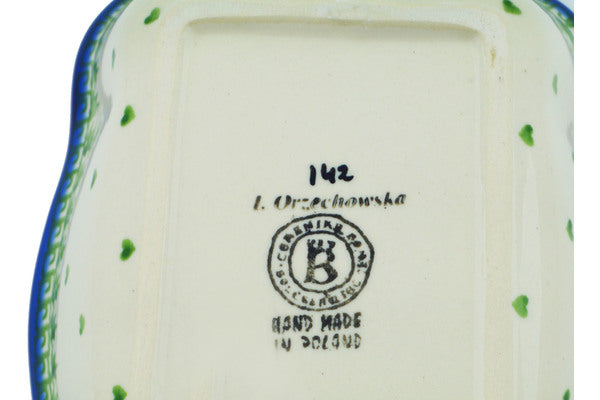 142
I. Orzechowska
B
HAND MADE
IN POLAND